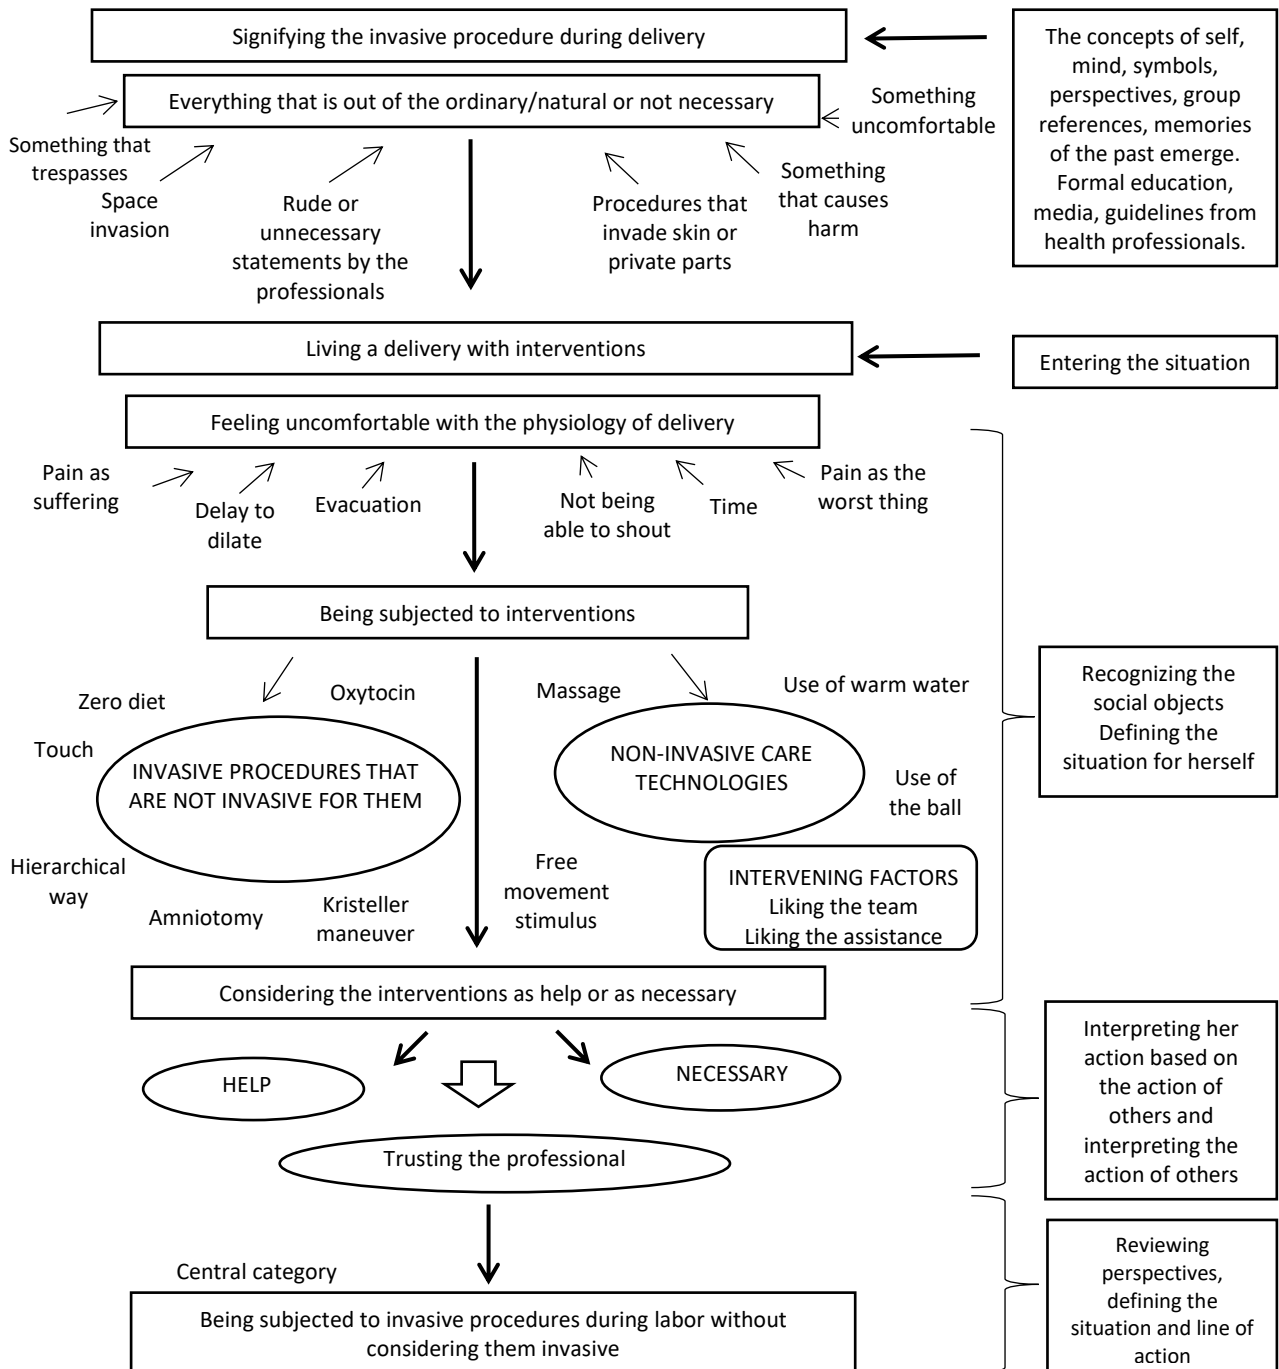 Signifying the invasive procedure during delivery
The concepts of self,
mind, symbols,
perspectives, group
references, memories
of the past emerge.
Formal education,
media, guidelines from
health professionals.
Everything that is out of the ordinary/natural or not necessary
Something that
trespasses
Space
invasion
Rude or
unnecessary
statements by the
professionals
Procedures that
invade skin or
private parts
Something
that causes
harm
Something
uncomfortable
Living a delivery with interventions
Entering the situation
Feeling uncomfortable with the physiology of delivery
Pain as
suffering
Delay to
dilate
Evacuation
Not being
able to shout
Time
Pain as the
worst thing
Being subjected to interventions
Recognizing the
social objects
Defining the
situation for herself
Zero diet
Oxytocin
Touch
INVASIVE PROCEDURES THAT
ARE NOT INVASIVE FOR THEM
Hierarchical
way
Amniotomy
Kristeller
maneuver
Massage
Use of warm water
NON-INVASIVE CARE
TECHNOLOGIES
Use of
the ball
Free
movement
stimulus
INTERVENING FACTORS
Liking the team
Liking the assistance
Considering the interventions as help or as necessary
HELP
NECESSARY
Trusting the professional
Interpreting her
action based on
the action of
others and
interpreting the
action of others
Central category
Being subjected to invasive procedures during labor without
considering them invasive
Reviewing
perspectives,
defining the
situation and line of
action